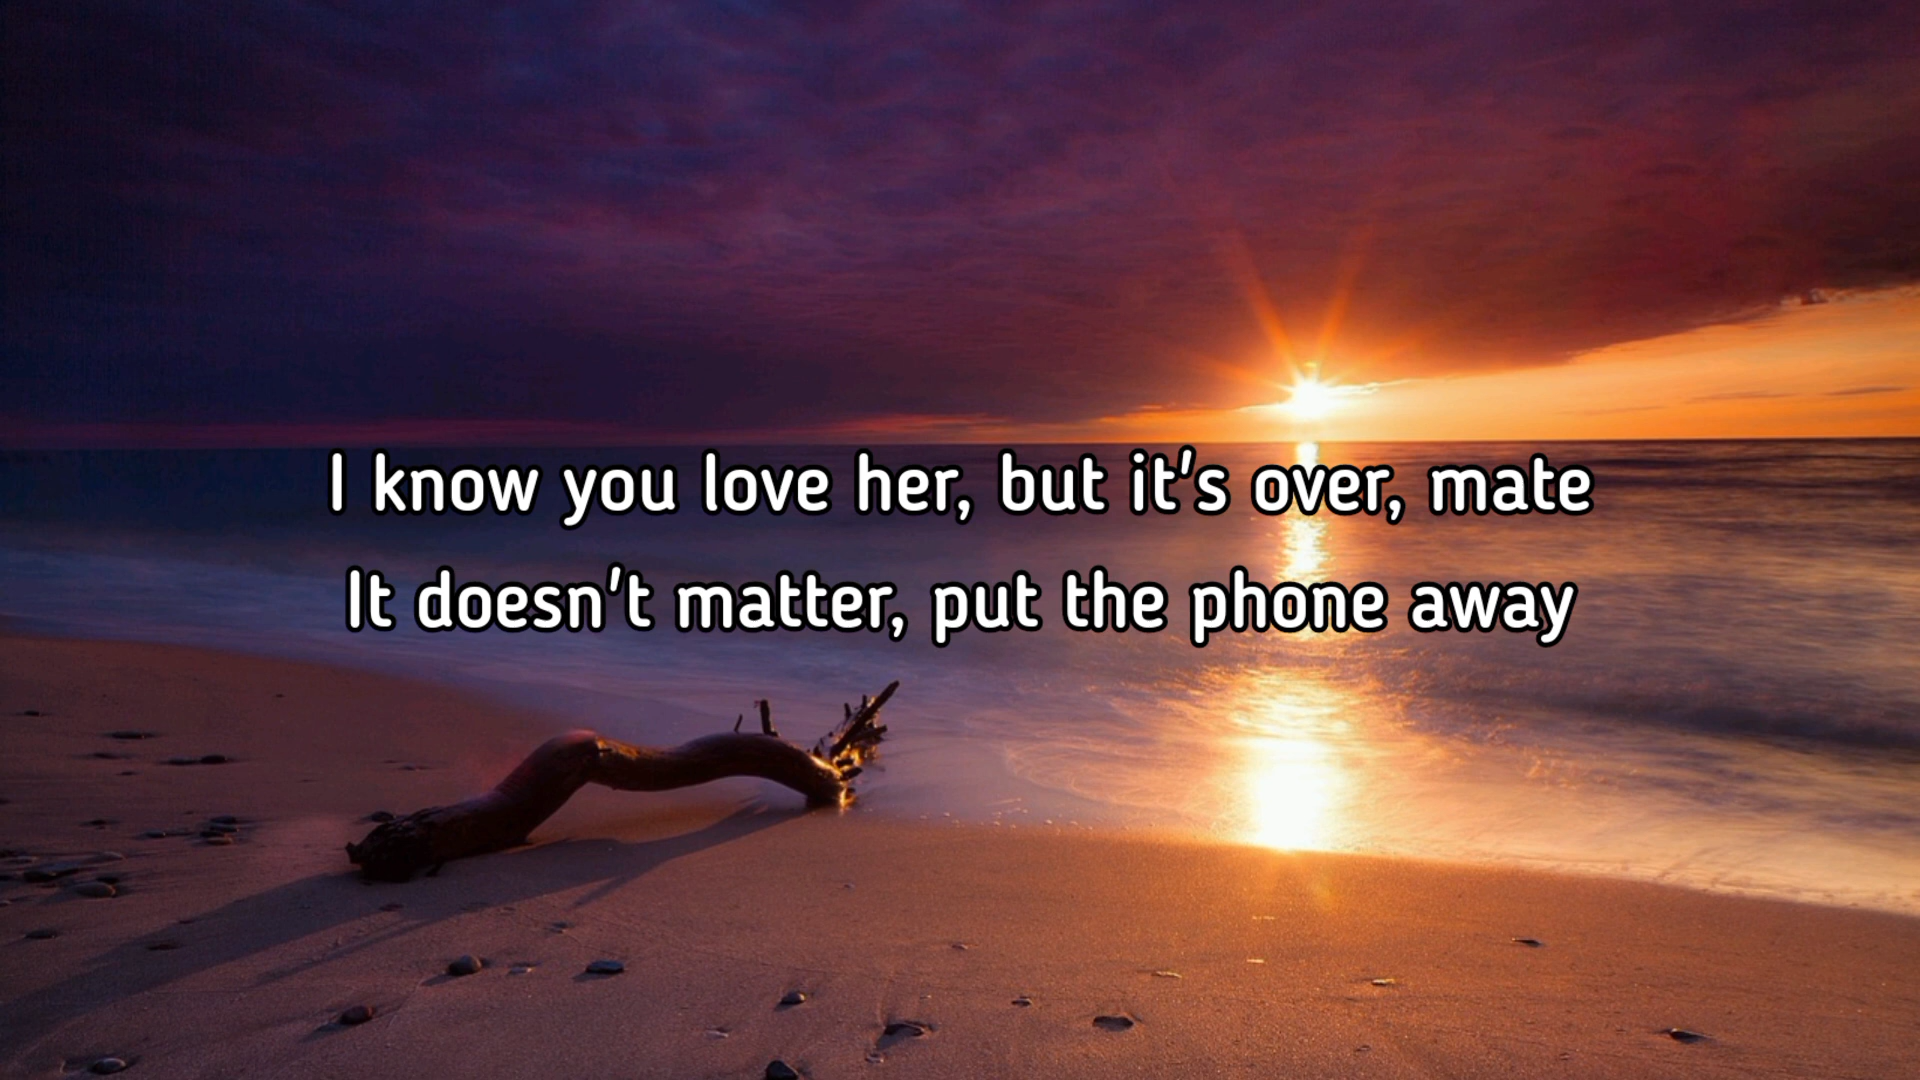 I know you love her, but it's over, mate
It doesn't matter, put the phone away